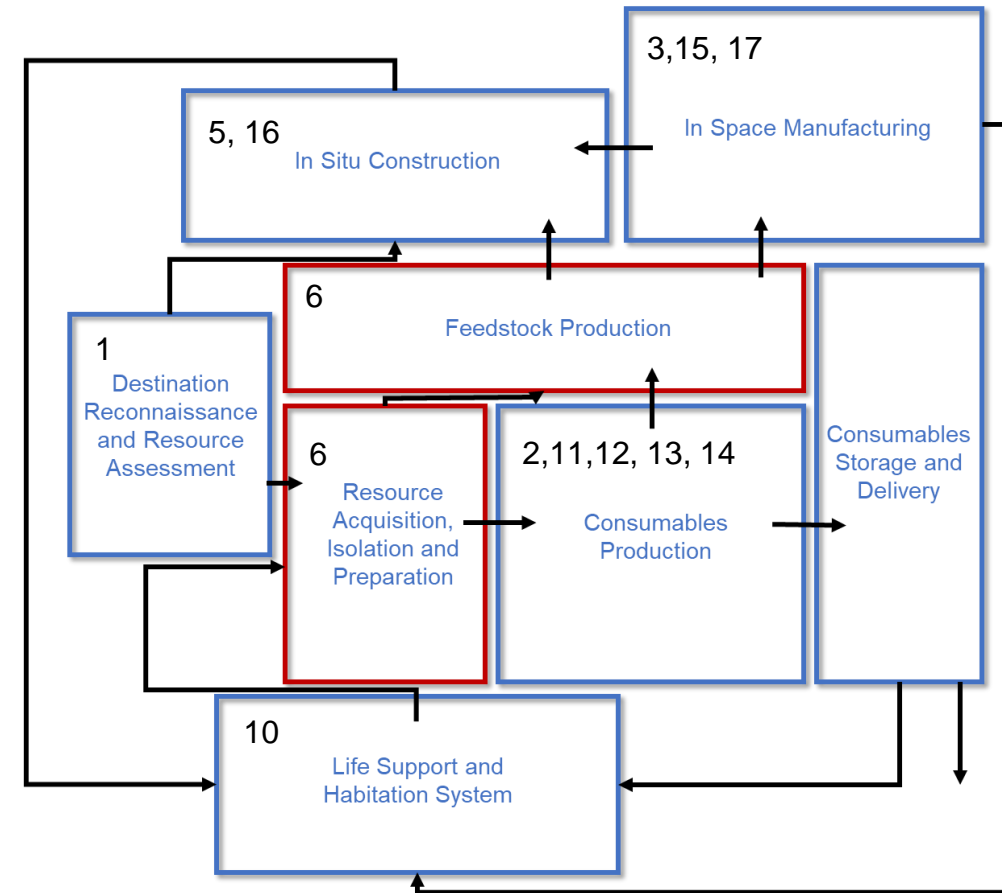 3,15, 17
In Space Manufacturing
5, 16
In Situ Construction
6
Feedstock Production
1
Destination
Reconnaissance
and Resource
Assessment
6
Resource
Acquisition,
Isolation and
Preparation
2,11,12, 13, 14
Consumables
Production
Consumables
Storage and
Delivery
10
Life Support and
Habitation System